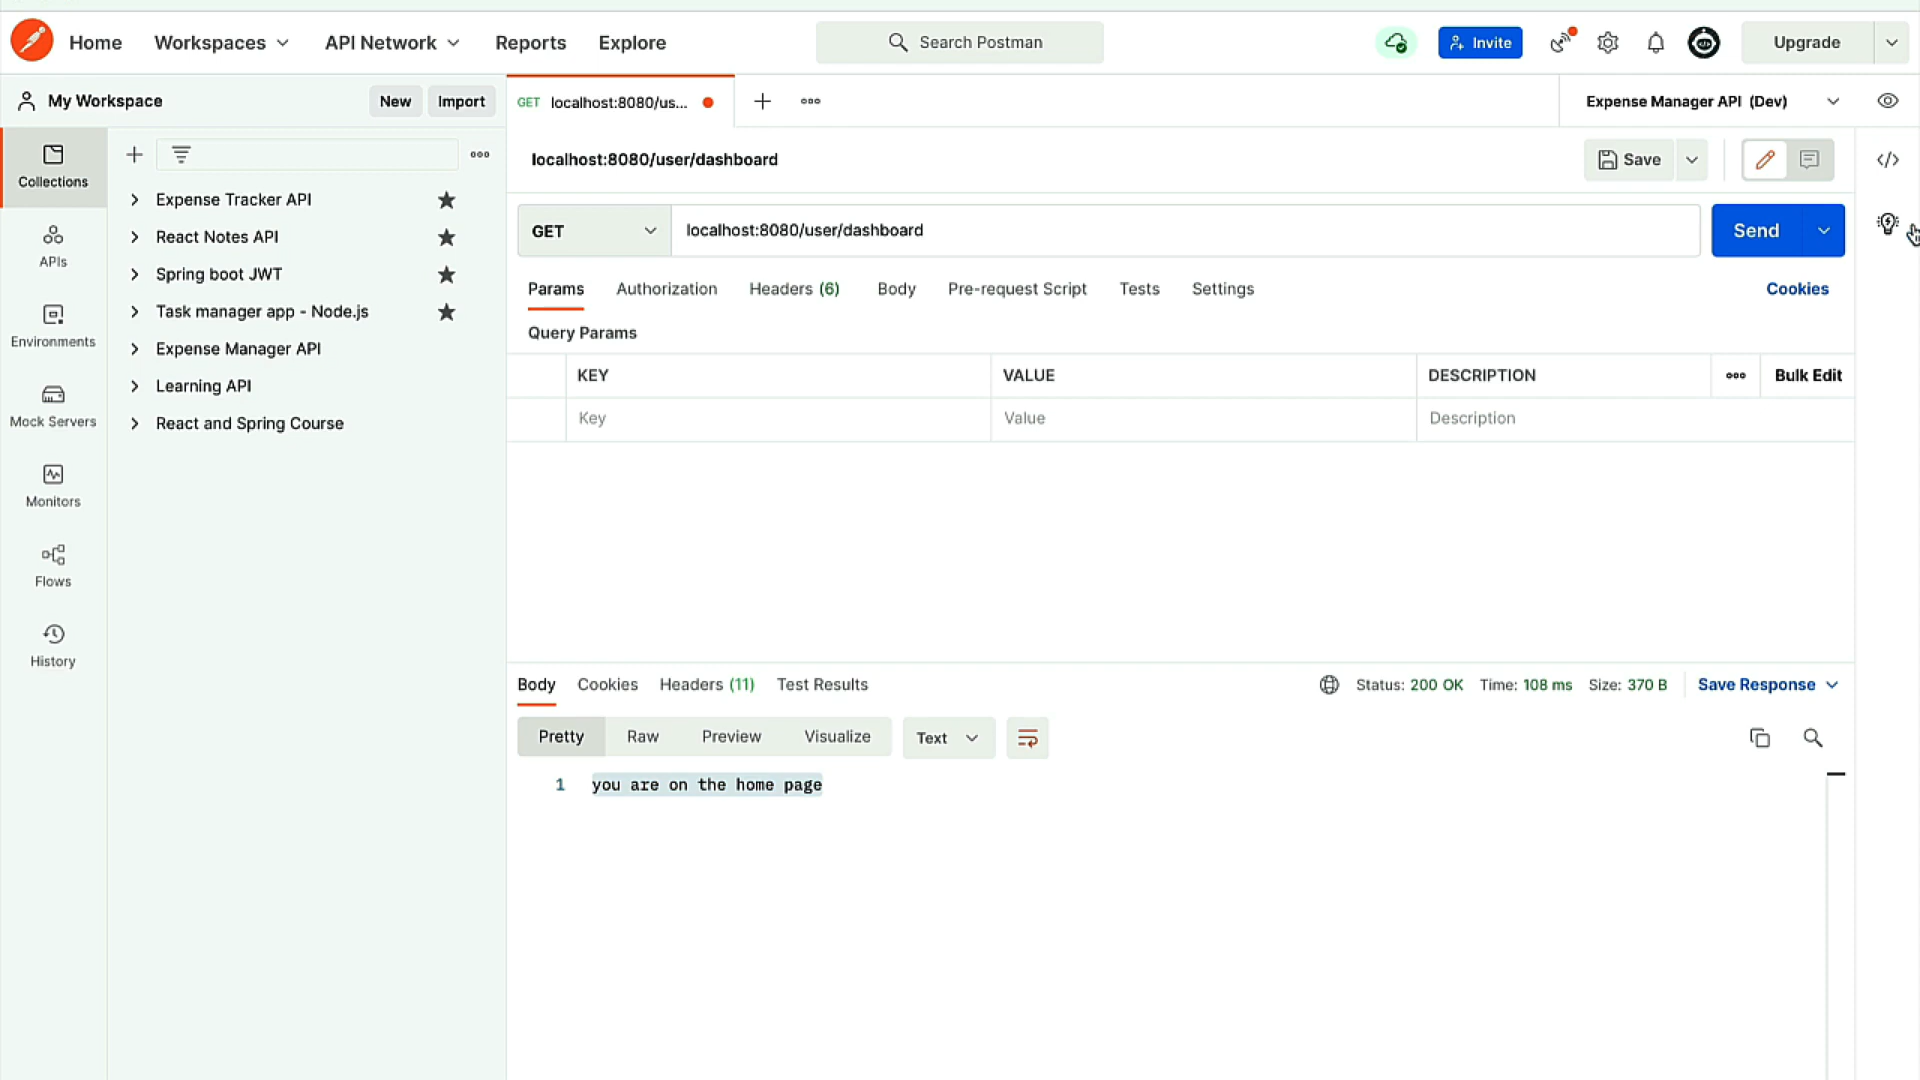 Home
Workspaces
API Network
Reports
Explore
Search Postman
Invite
Upgrade
My Workspace
New
Import
GET localhost:8080/us...
Expense Manager API (Dev)
Collections
APIs
Environments
Mock Servers
Monitors
Flows
History
Expense Tracker API
React Notes API
Spring boot JWT
Task manager app - Node.js
Expense Manager API
Learning API
React and Spring Course
localhost:8080/user/dashboard
Save
GET
localhost:8080/user/dashboard
Send
Params
Authorization
Headers (6)
Body
Pre-request Script
Tests
Settings
Cookies
Query Params
KEY
VALUE
DESCRIPTION
Bulk Edit
Key
Value
Description
Body
Cookies
Headers (11)
Test Results
Status: 200 OK
Time: 108 ms
Size: 370 B
Save Response
Pretty
Raw
Preview
Visualize
Text
1 you are on the home page